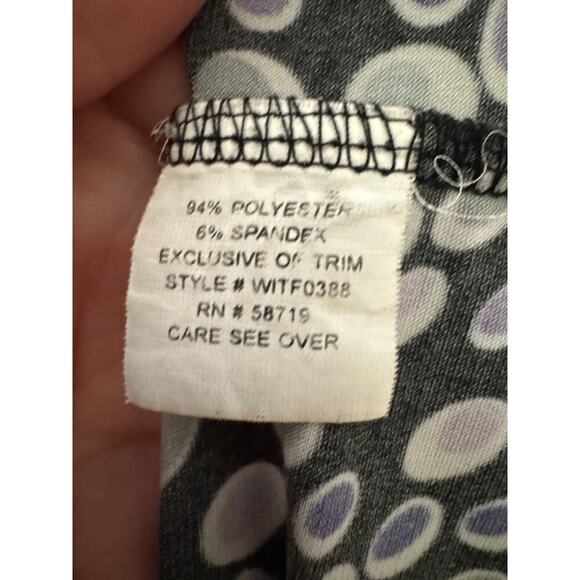 94% POLYESTER
6% SPANDEX
EXCLUSIVE OF TRIM
STYLE # WITF0388
RN # 58719
CARE SEE OVER